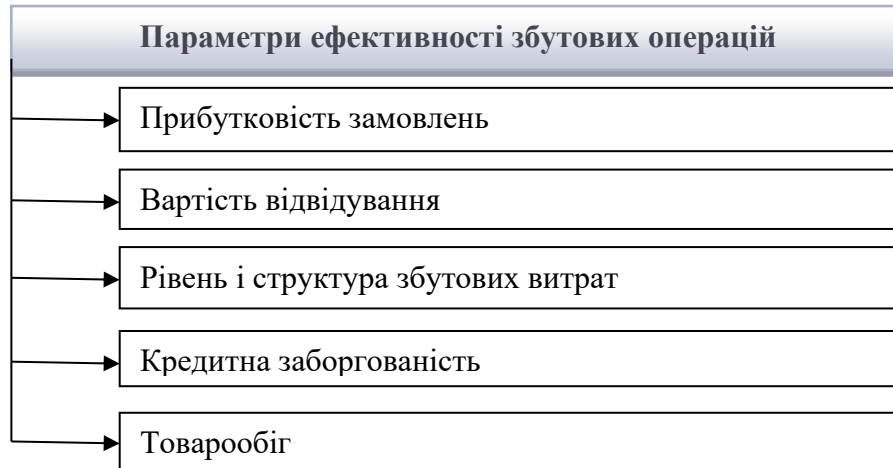 Параметри ефективності збутових операцій
Прибутковість замовлень
Вартість відвідування
Рівень і структура збутових витрат
Кредитна заборгованість
Товарообіг